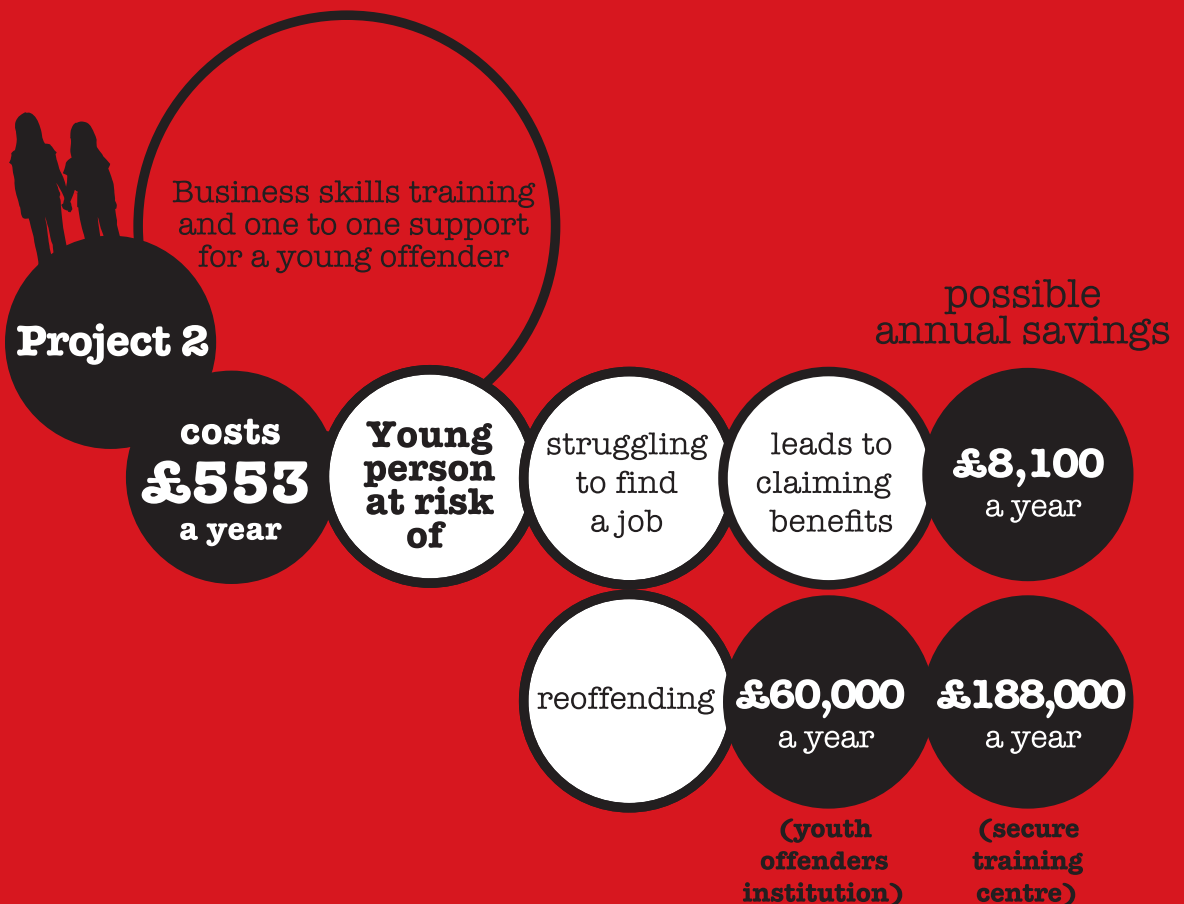 Business skills training
and one to one support
for a young offender
Project 2
possible
annual savings
costs
£553
a year
Young
person
at risk
of
struggling
to find
a job
leads to
claiming
benefits
£8,100
a year
reoffending
£60,000
a year
£188,000
a year
(youth
offenders
institution)
(secure
training
centre)